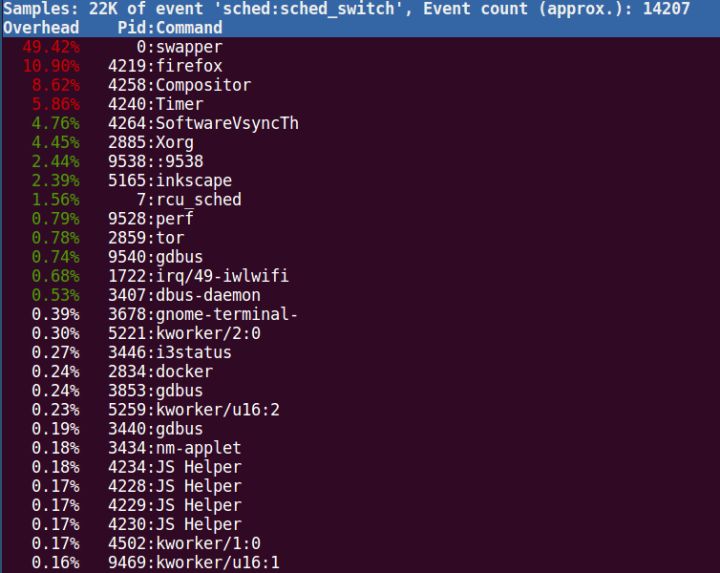 Samples: 22K of event 'sched:sched_switch', Event count (approx.): 14207
Overhead Pid:Command
49.42% 0:swapper
10.90% 4219:firefox
8.62% 4258:Compositor
5.86% 4240:Timer
4.76% 4264:SoftwareVsyncTh
4.45% 2885:Xorg
2.44% 9538::9538
2.39% 5165:inkscape
1.56% 7:rcu_sched
0.79% 9528:perf
0.78% 2859:tor
0.74% 9540:gdbus
0.68% 1722:irq/49-iwlwifi
0.53% 3407:dbus-daemon
0.39% 3678:gnome-terminal-
0.30% 5221:kworker/2:0
0.27% 3446:i3status
0.24% 2834:docker
0.24% 3853:gdbus
0.23% 5259:kworker/u16:2
0.19% 3440:gdbus
0.18% 3434:nm-applet
0.18% 4234:JS Helper
0.17% 4228:JS Helper
0.17% 4229:JS Helper
0.17% 4230:JS Helper
0.17% 4502:kworker/1:0
0.16% 9469:kworker/u16:1